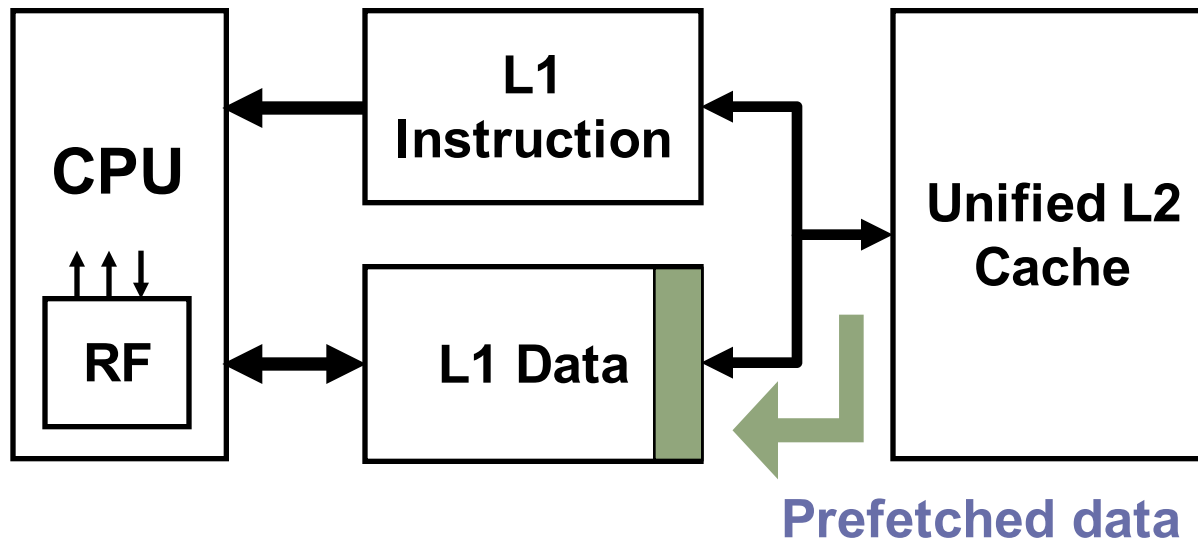 CPU
RF
L1
Instruction
L1 Data
Unified L2
Cache
Prefetched data